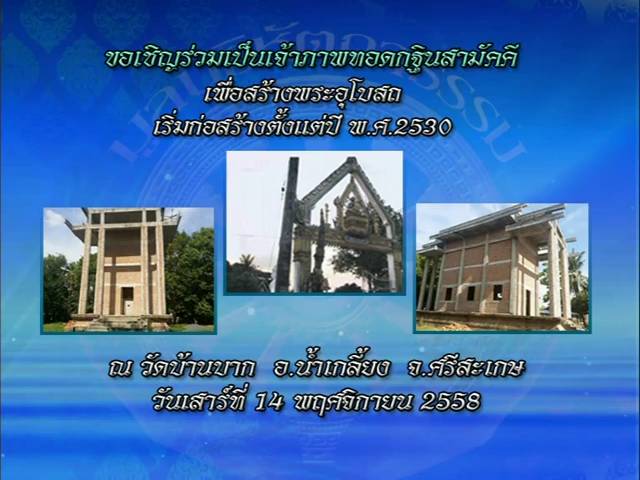 ขอเชิญร่วมเป็นเจ้าภาพทอดกฐินสามัคคี
เพื่อสร้างพระอุโบสถ
เริ่มก่อสร้างตั้งแต่ปี พ.ศ.2530
ณ วัดบ้านบาก อ.น้ำเกลี้ยง จ.ศรีสะเกษ
วันเสาร์ที่ 14 พฤศจิกายน 2558